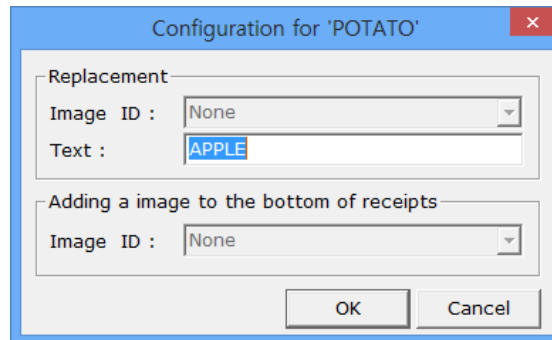 Configuration for 'POTATO'
Replacement
Image ID : None
Text : APPLE
Adding a image to the bottom of receipts
Image ID : None
OK Cancel